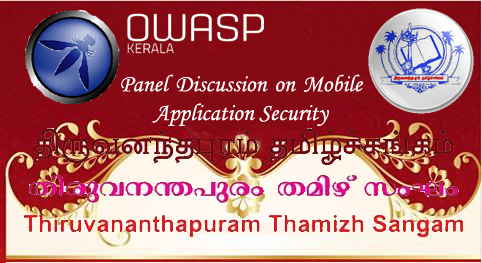 OWASP
KERALA
Panel Discussion on Mobile
Application Security
திருவனந்தபுரம் தமிழ்ச்சங்கம்
തിരുവനന്തപുരം തമിഴ് സംഘം
Thiruvananthapuram Thamizh Sangam